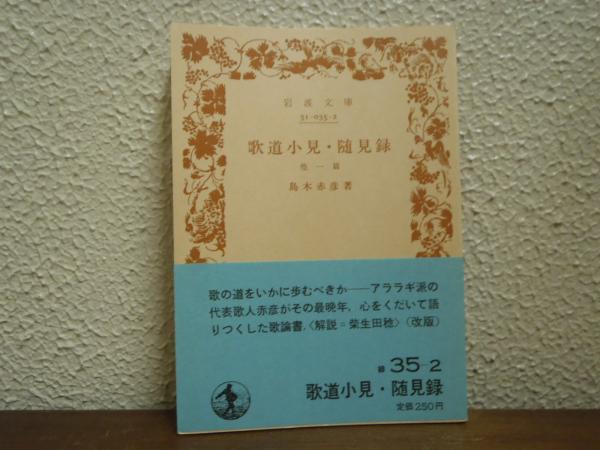 岩波文庫
31-035-2
歌道小見・随見録
他一篇
島木赤彦著
歌の道をいかに歩むべきか――アララギ派の
代表歌人赤彦がその最晩年，心をくだいて語
りつくした歌論書．〈解説＝柴生田稔〉（改版）
緑35-2
歌道小見・随見録
定価250円